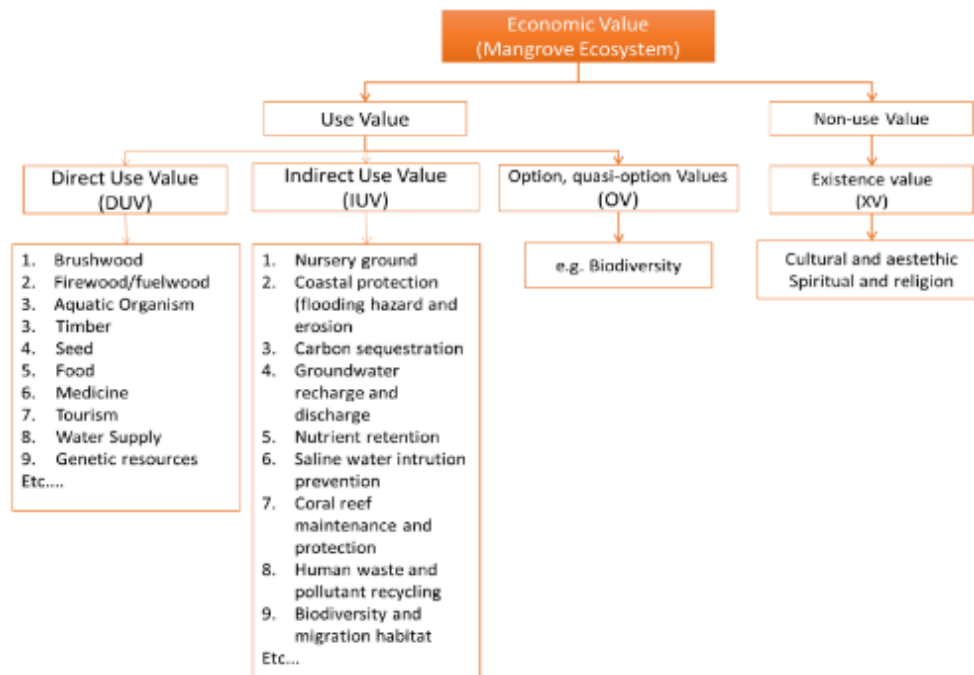 Economic Value
(Mangrove Ecosystem)
Use Value
Non-use Value
Direct Use Value
(DUV)
Indirect Use Value
(IUV)
Option, quasi-option Values
(OV)
Existence value
(XV)
1. Brushwood
2. Firewood/fuelwood
3. Aquatic Organism
3. Timber
4. Seed
5. Food
6. Medicine
7. Tourism
8. Water Supply
9. Genetic resources
Etc....
1. Nursery ground
2. Coastal protection
(flooding hazard and
erosion
3. Carbon sequestration
4. Groundwater
recharge and
discharge
5. Nutrient retention
6. Saline water intrution
prevention
7. Coral reef
maintenance and
protection
8. Human waste and
pollutant recycling
9. Biodiversity and
migration habitat
Etc...
e.g. Biodiversity
Cultural and aestethic
Spiritual and religion